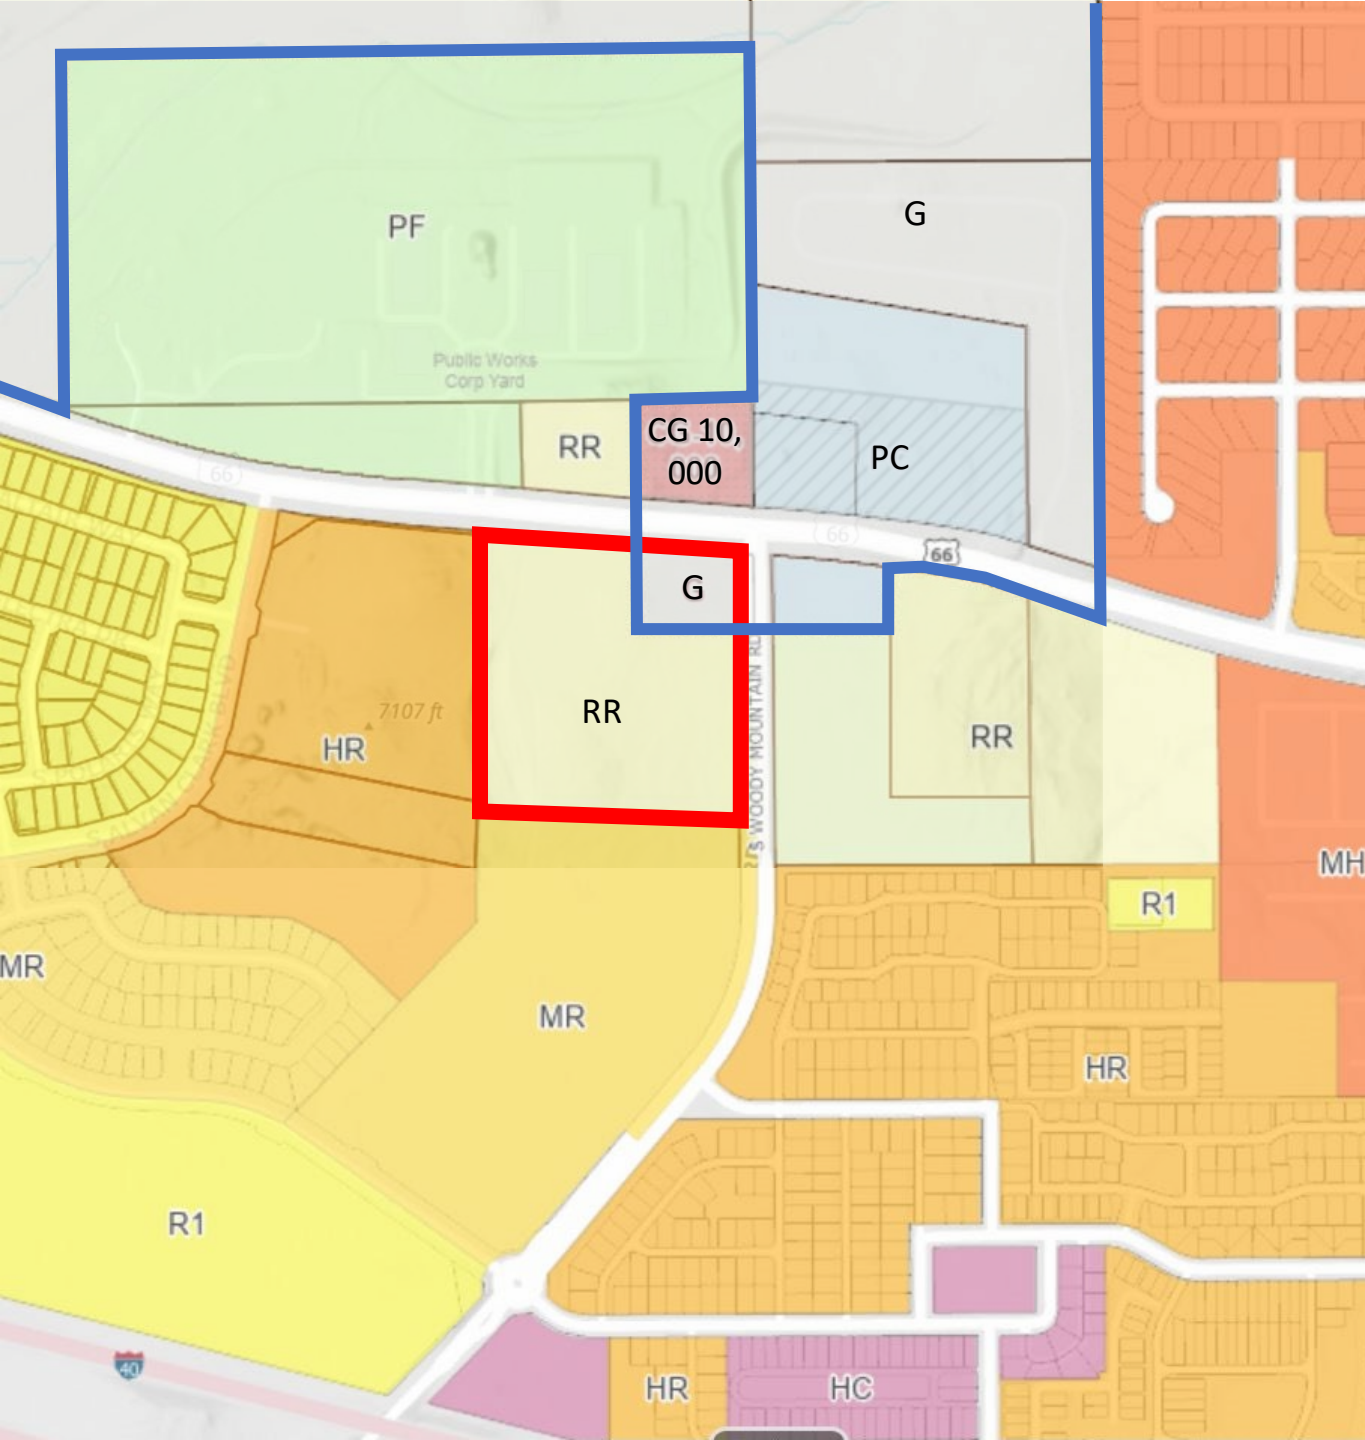 PF
G
Public Works
Corp Yard
RR
CG 10,
000
PC
66
66
66
G
RR
7107 ft
HR
S WOODY MOUNTAIN RD
RR
MH
R1
MR
MR
HR
R1
40
HR
HC